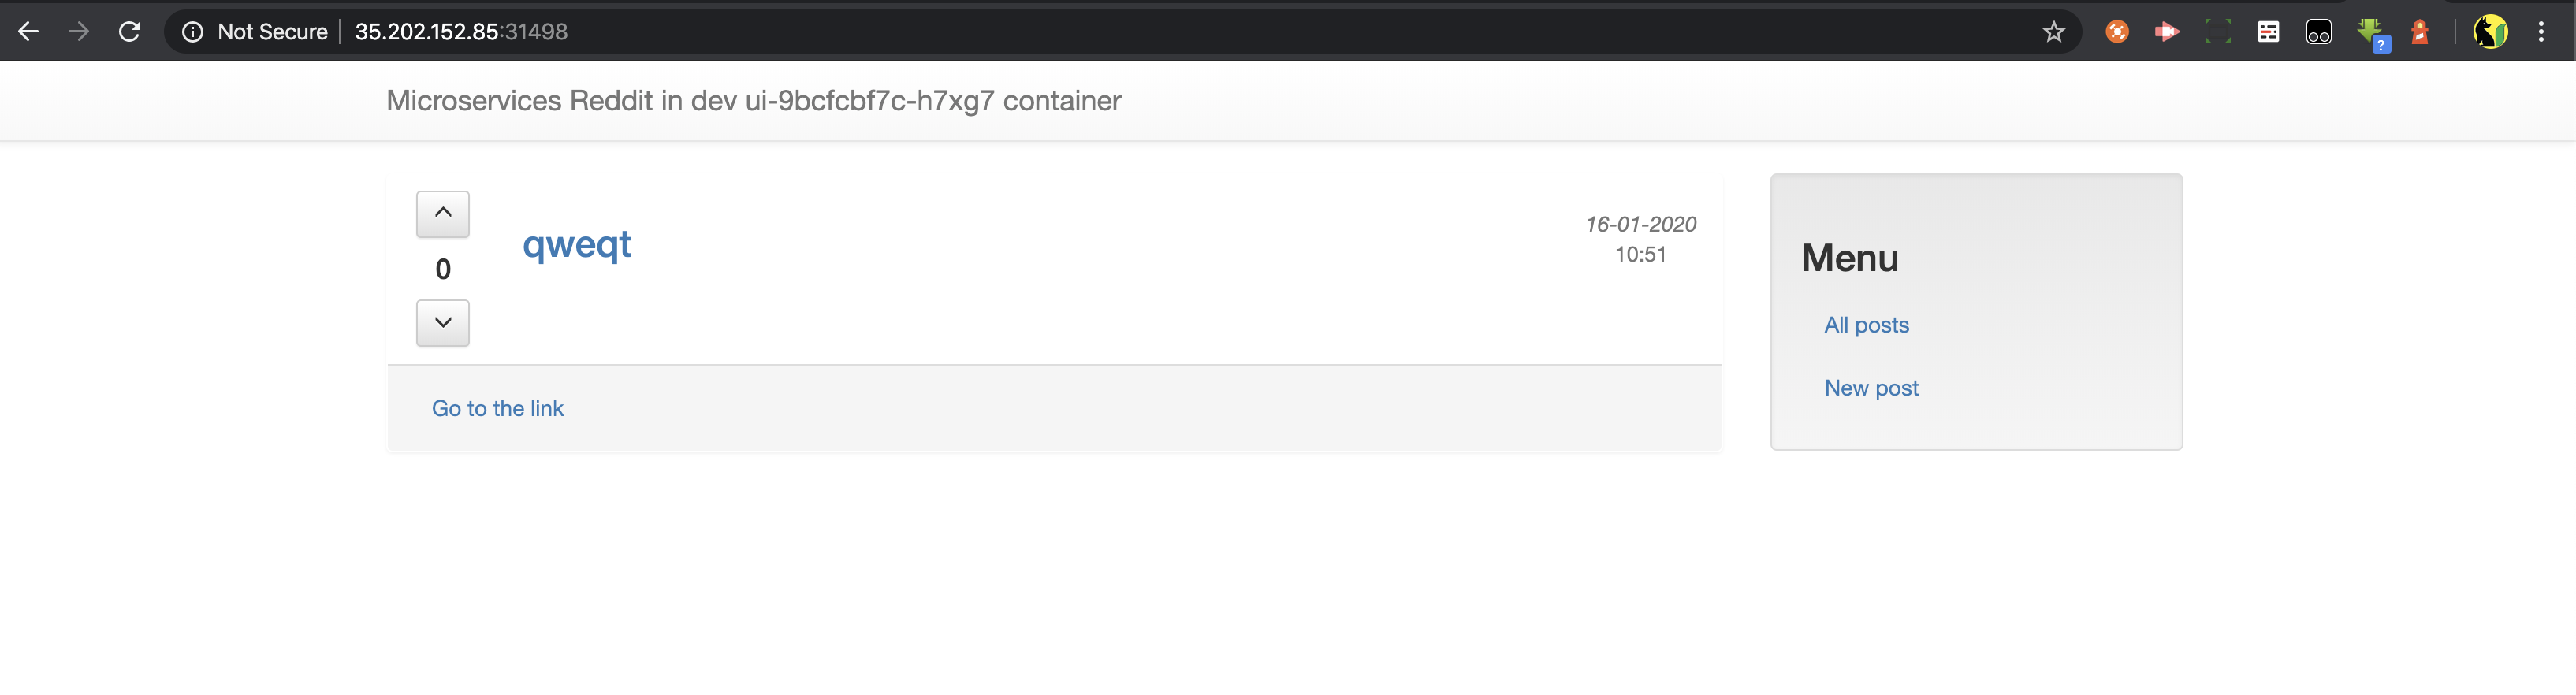 Not Secure 35.202.152.85:31498
?
Microservices Reddit in dev ui-9bcfcbf7c-h7xg7 container
0
qweqt
16-01-2020
10:51
Go to the link
Menu
All posts
New post